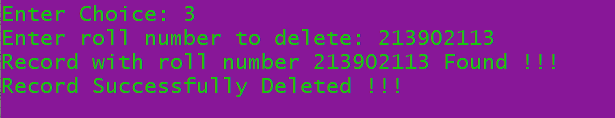 Enter Choice: 3
Enter roll number to delete: 213902113
Record with roll number 213902113 Found !!!
Record Successfully Deleted !!!